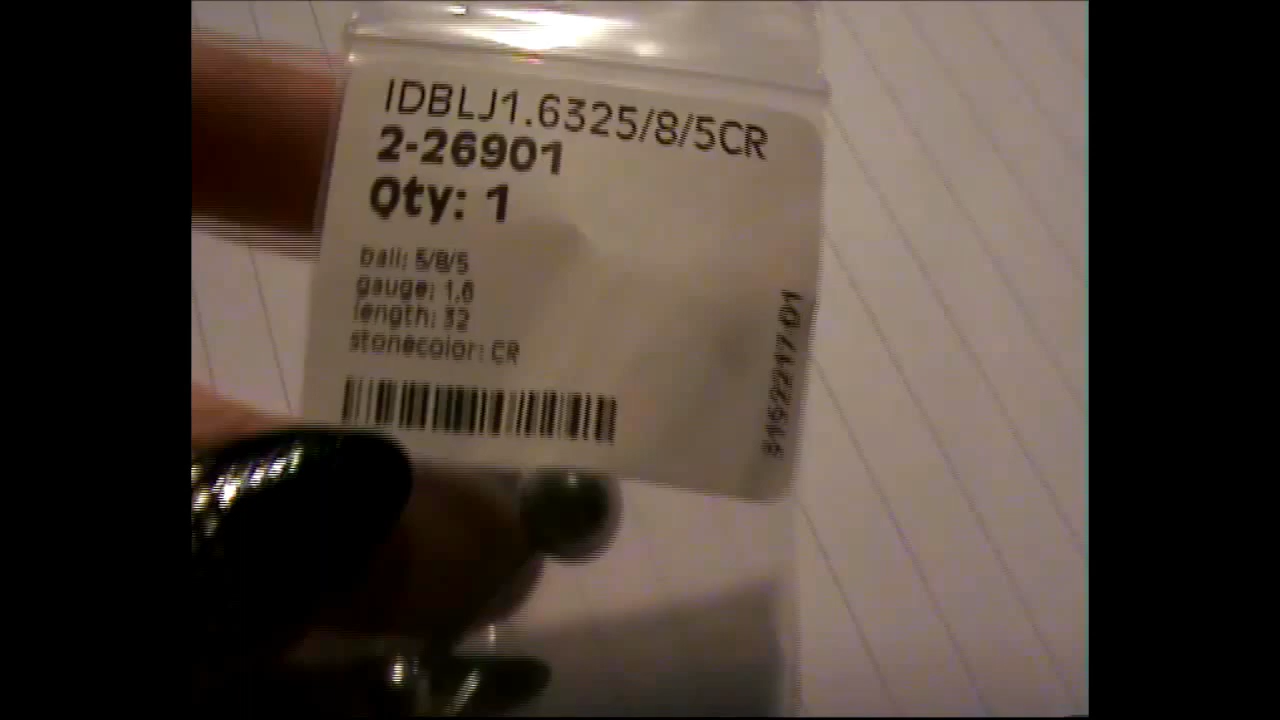 IDBLJ1.6325/8/5CR
2-26901
Qty: 1
ball: 5/8/5
gauge: 1,6
length: 32
stonecolor: CR